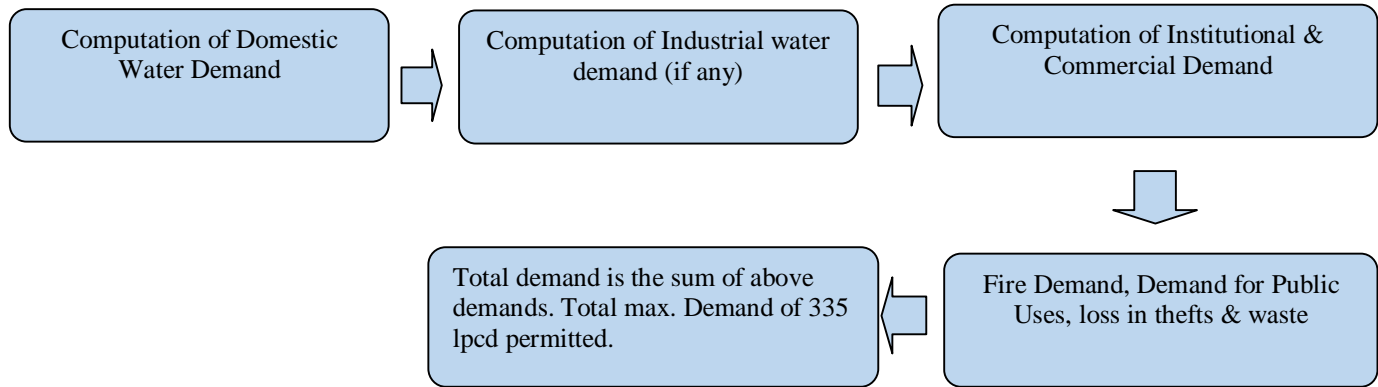 Computation of Domestic
Water Demand
Computation of Industrial water
demand (if any)
Computation of Institutional &
Commercial Demand
Fire Demand, Demand for Public
Uses, loss in thefts & waste
Total demand is the sum of above
demands. Total max. Demand of 335
lpcd permitted.